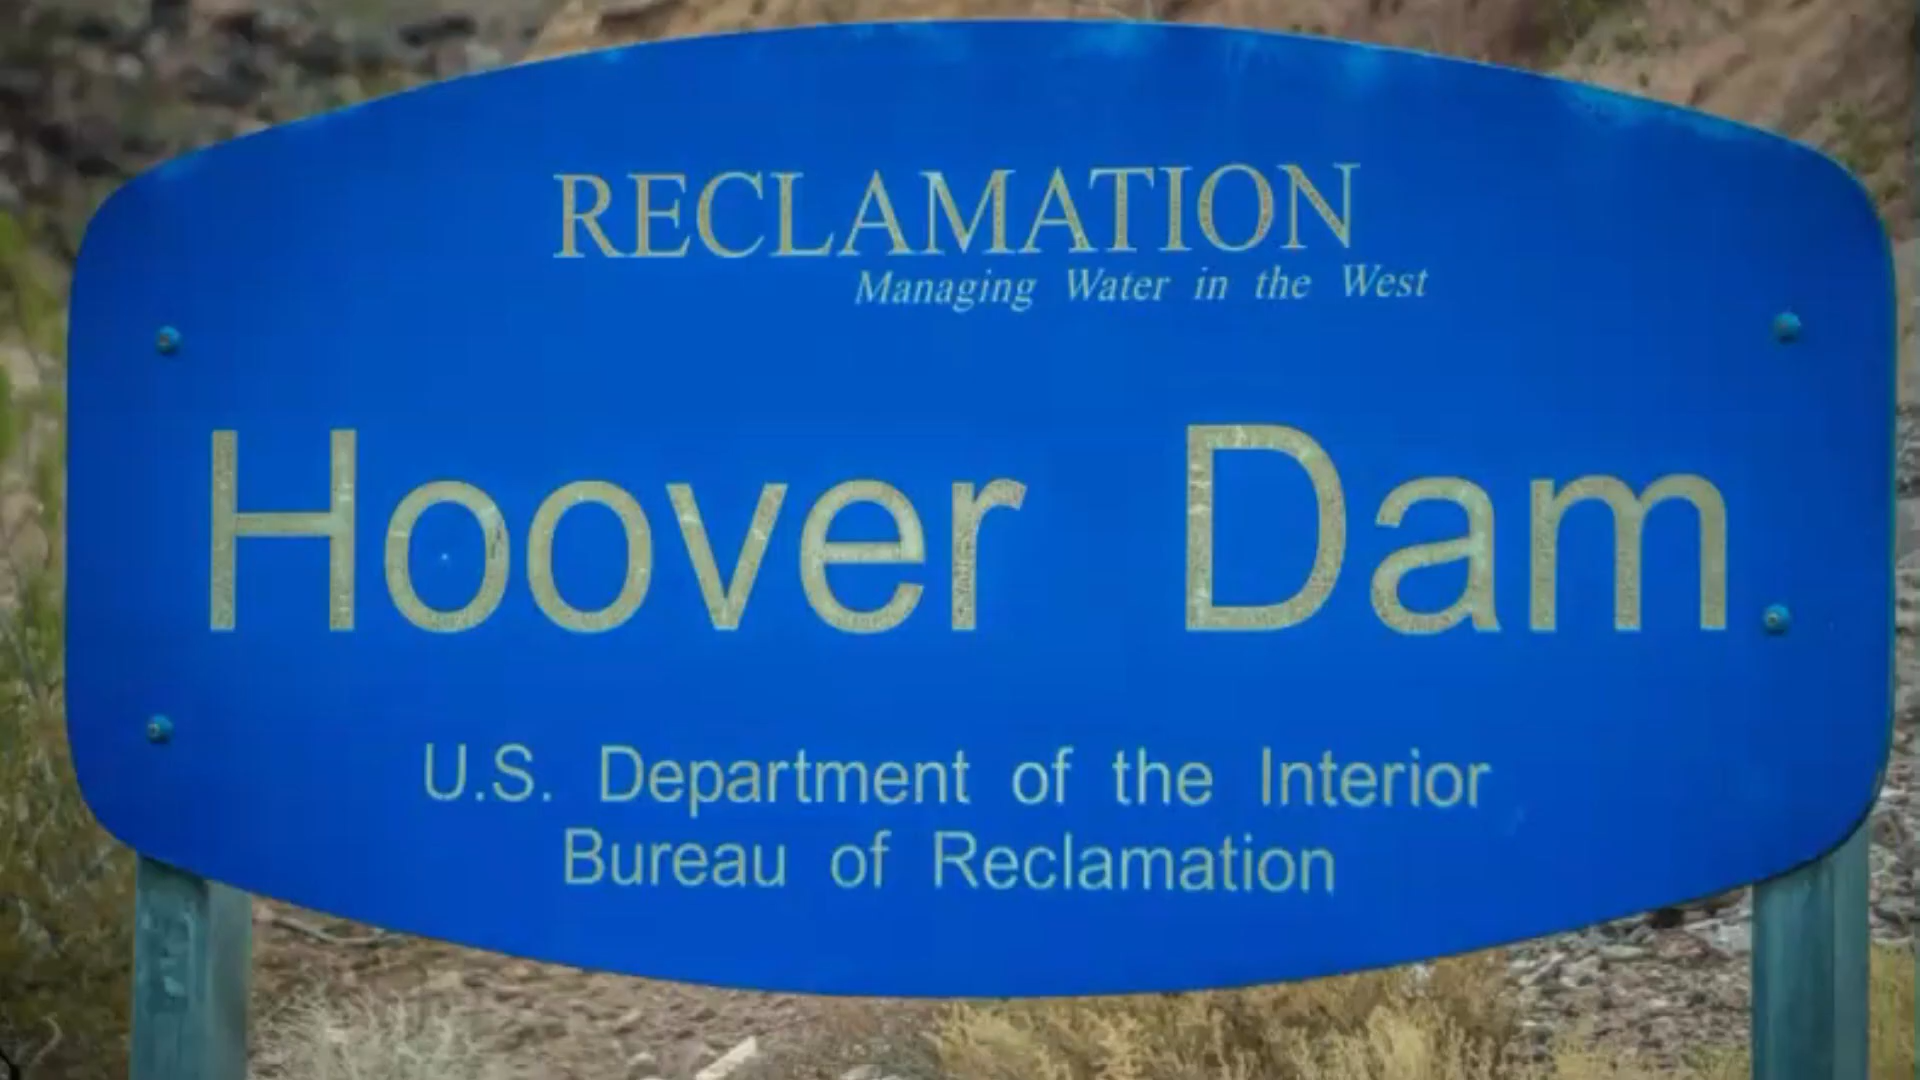 RECLAMATION
Managing Water in the West
Hoover Dam
U.S. Department of the Interior
Bureau of Reclamation